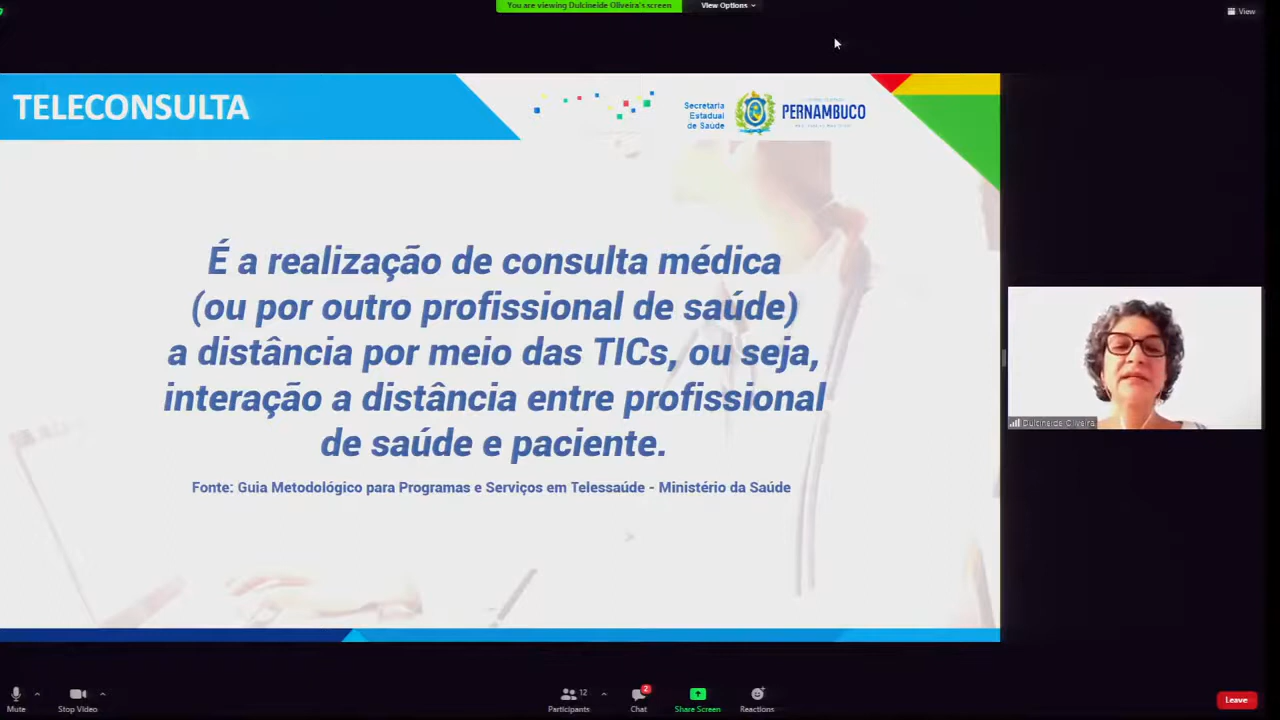 You are viewing Dulcineide Oliveira's screen
View Options
View
TELECONSULTA
Secretaria
Estadual
de Saúde
PERNAMBUCO
É a realização de consulta médica
(ou por outro profissional de saúde)
a distância por meio das TICs, ou seja,
interação a distância entre profissional
de saúde e paciente.
Fonte: Guia Metodológico para Programas e Serviços em Telessaúde - Ministério da Saúde
Dulcineide Oliveira
Mute
Stop Video
12
Participants
2
Chat
Share Screen
Reactions
Leave